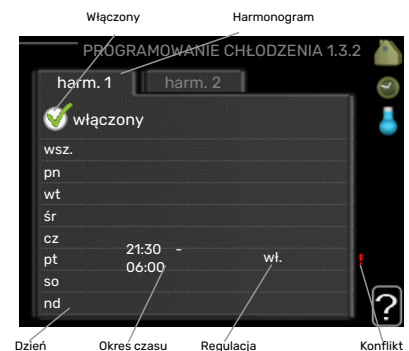 Włączony Harmonogram
PROGRAMOWANIE CHŁODZENIA 1.3.2
harm. 1 harm. 2
włączony
wsz.
pn
wt
śr
cz
pt 21:30 - 06:00 wł.
so
nd
?
Dzień Okres czasu Regulacja Konflikt